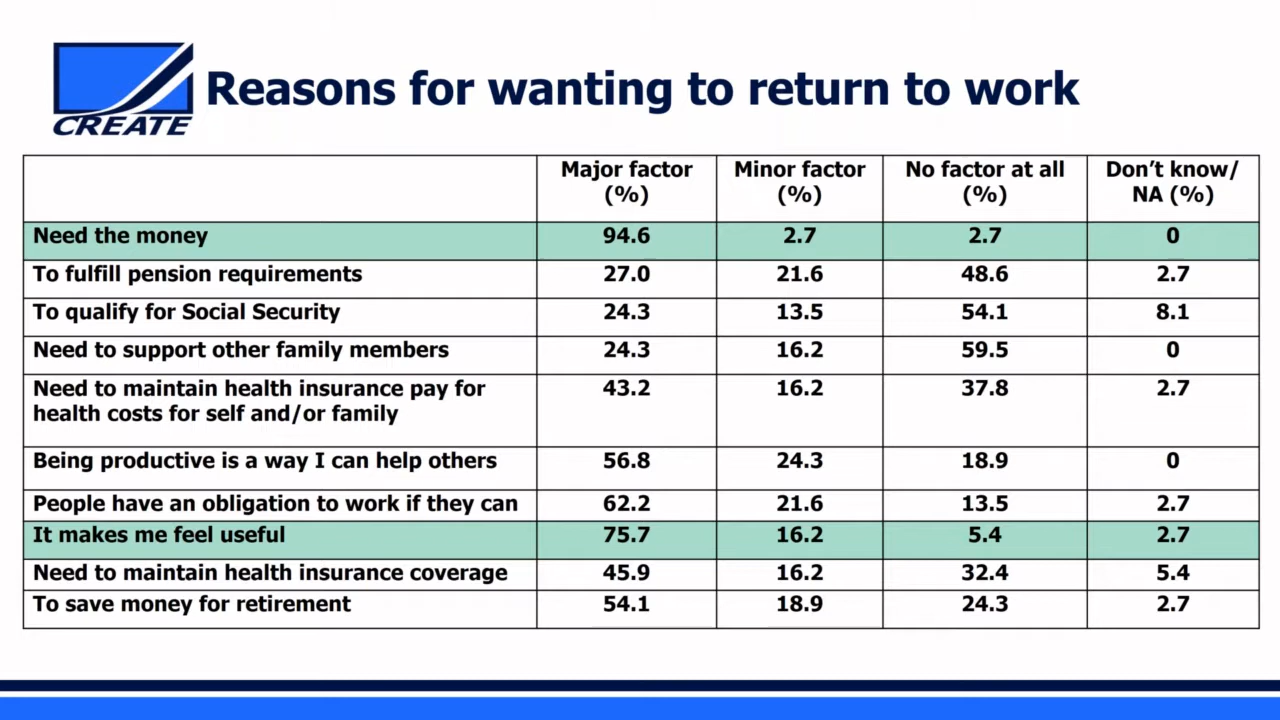 CREATE
Reasons for wanting to return to work
Major factor (%) Minor factor (%) No factor at all (%) Don't know/ NA (%)
Need the money 94.6 2.7 2.7 0
To fulfill pension requirements 27.0 21.6 48.6 2.7
To qualify for Social Security 24.3 13.5 54.1 8.1
Need to support other family members 24.3 16.2 59.5 0
Need to maintain health insurance pay for health costs for self and/or family 43.2 16.2 37.8 2.7
Being productive is a way I can help others 56.8 24.3 18.9 0
People have an obligation to work if they can 62.2 21.6 13.5 2.7
It makes me feel useful 75.7 16.2 5.4 2.7
Need to maintain health insurance coverage 45.9 16.2 32.4 5.4
To save money for retirement 54.1 18.9 24.3 2.7